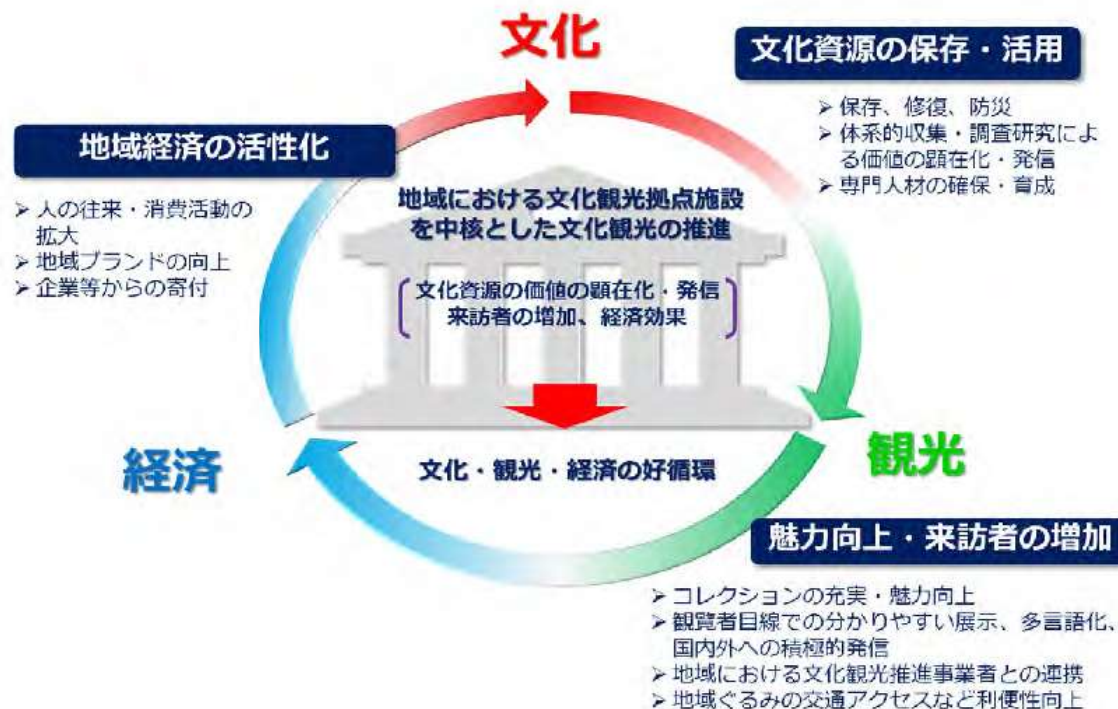 文化
文化資源の保存・活用
➢ 保存、修復、防災
➢ 体系的収集・調査研究によ
る価値の顕在化・発信
➢ 専門人材の確保・育成
地域経済の活性化
➢ 人の往来・消費活動の
拡大
➢ 地域ブランドの向上
➢ 企業等からの寄付
地域における文化観光拠点施設
を中核とした文化観光の推進
文化資源の価値の顕在化・発信
来訪者の増加、経済効果
経済
文化・観光・経済の好循環
観光
魅力向上・来訪者の増加
➢ コレクションの充実・魅力向上
➢ 観覧者目線での分かりやすい展示、多言語化、
国内外への積極的発信
➢ 地域における文化観光推進事業者との連携
➢ 地域ぐるみの交通アクセスなど利便性向上